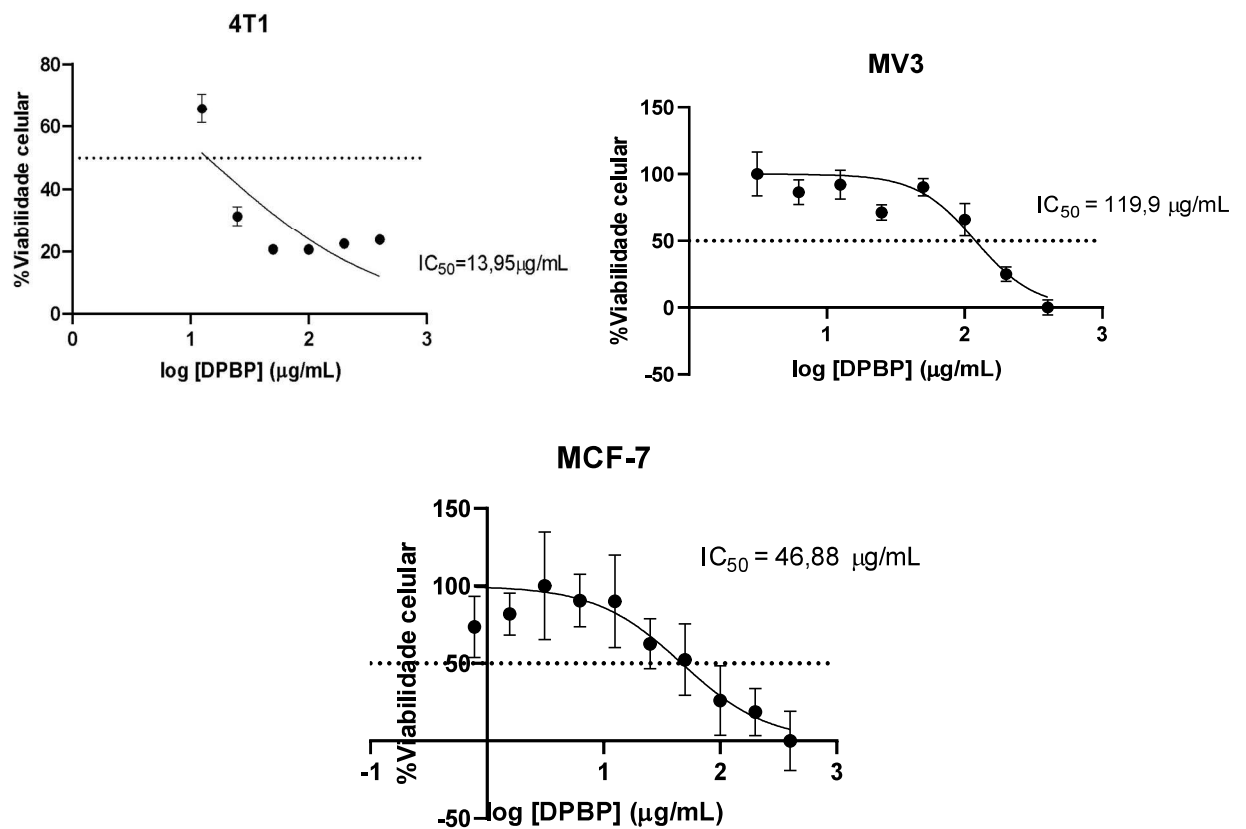 4T1
80
60
40
20
0
%Viabilidade celular
0 1 2 3
log [DPBP] (μg/mL)
IC50=13,95μg/mL
MV3
150
100
50
0
-50
%Viabilidade celular
1 2 3
log [DPBP] (μg/mL)
IC50 = 119,9 μg/mL
MCF-7
150
100
50
-50
%Viabilidade celular
-1 1 2 3
log [DPBP] (μg/mL)
IC50 = 46,88 μg/mL